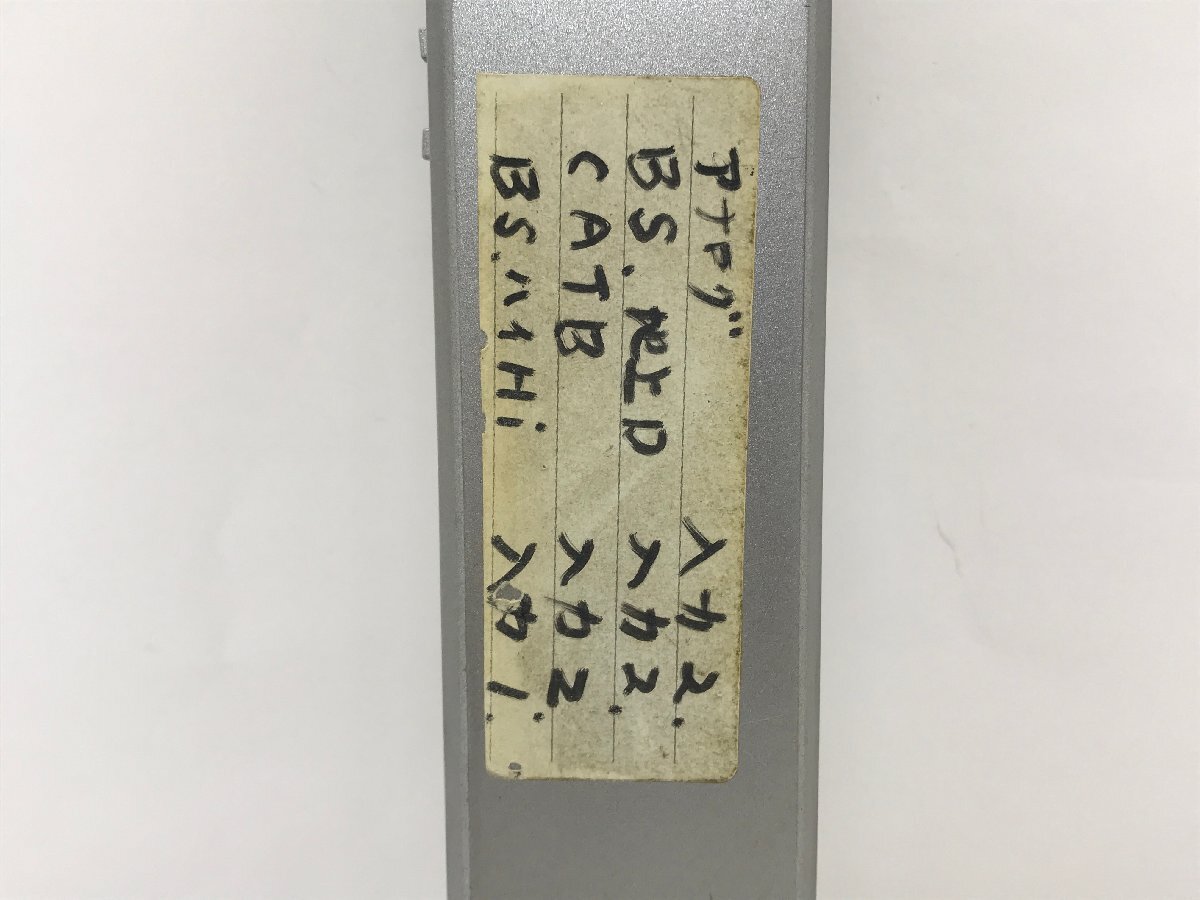 アナログ 入力2.
BS.地上D 入力2.
CATB 入力2.
BS.ハイHi 入力1.